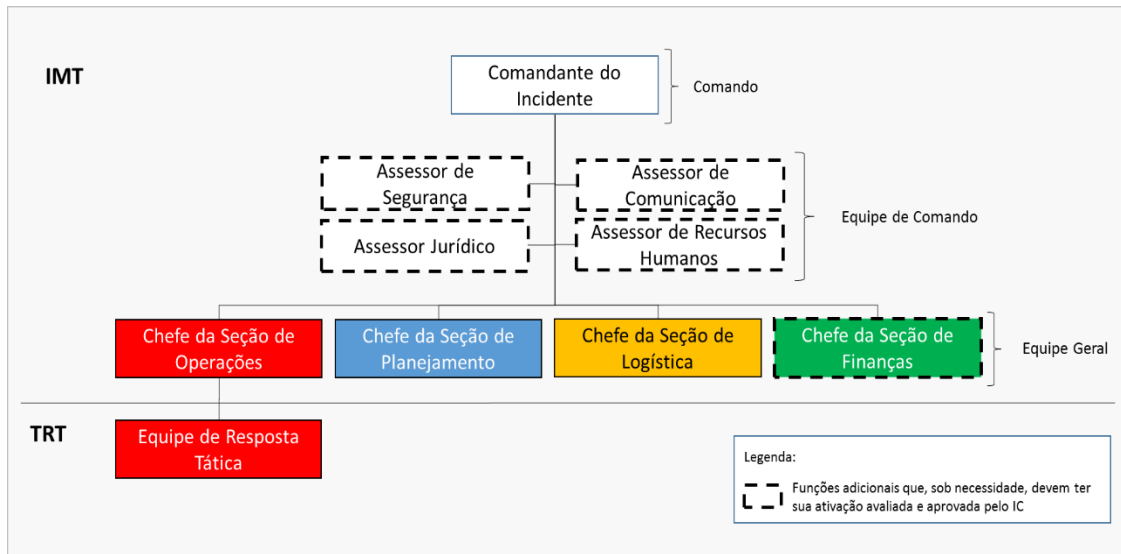 IMT
Comandante do
Incidente
Comando
Assessor de
Segurança
Assessor de
Comunicação
Assessor Jurídico
Assessor de Recursos
Humanos
Equipe de Comando
Chefe da Seção de
Operações
Chefe da Seção de
Planejamento
Chefe da Seção de
Logística
Chefe da Seção de
Finanças
Equipe Geral
TRT
Equipe de Resposta
Tática
Legenda:
Funções adicionais que, sob necessidade, devem ter
sua ativação avaliada e aprovada pelo IC